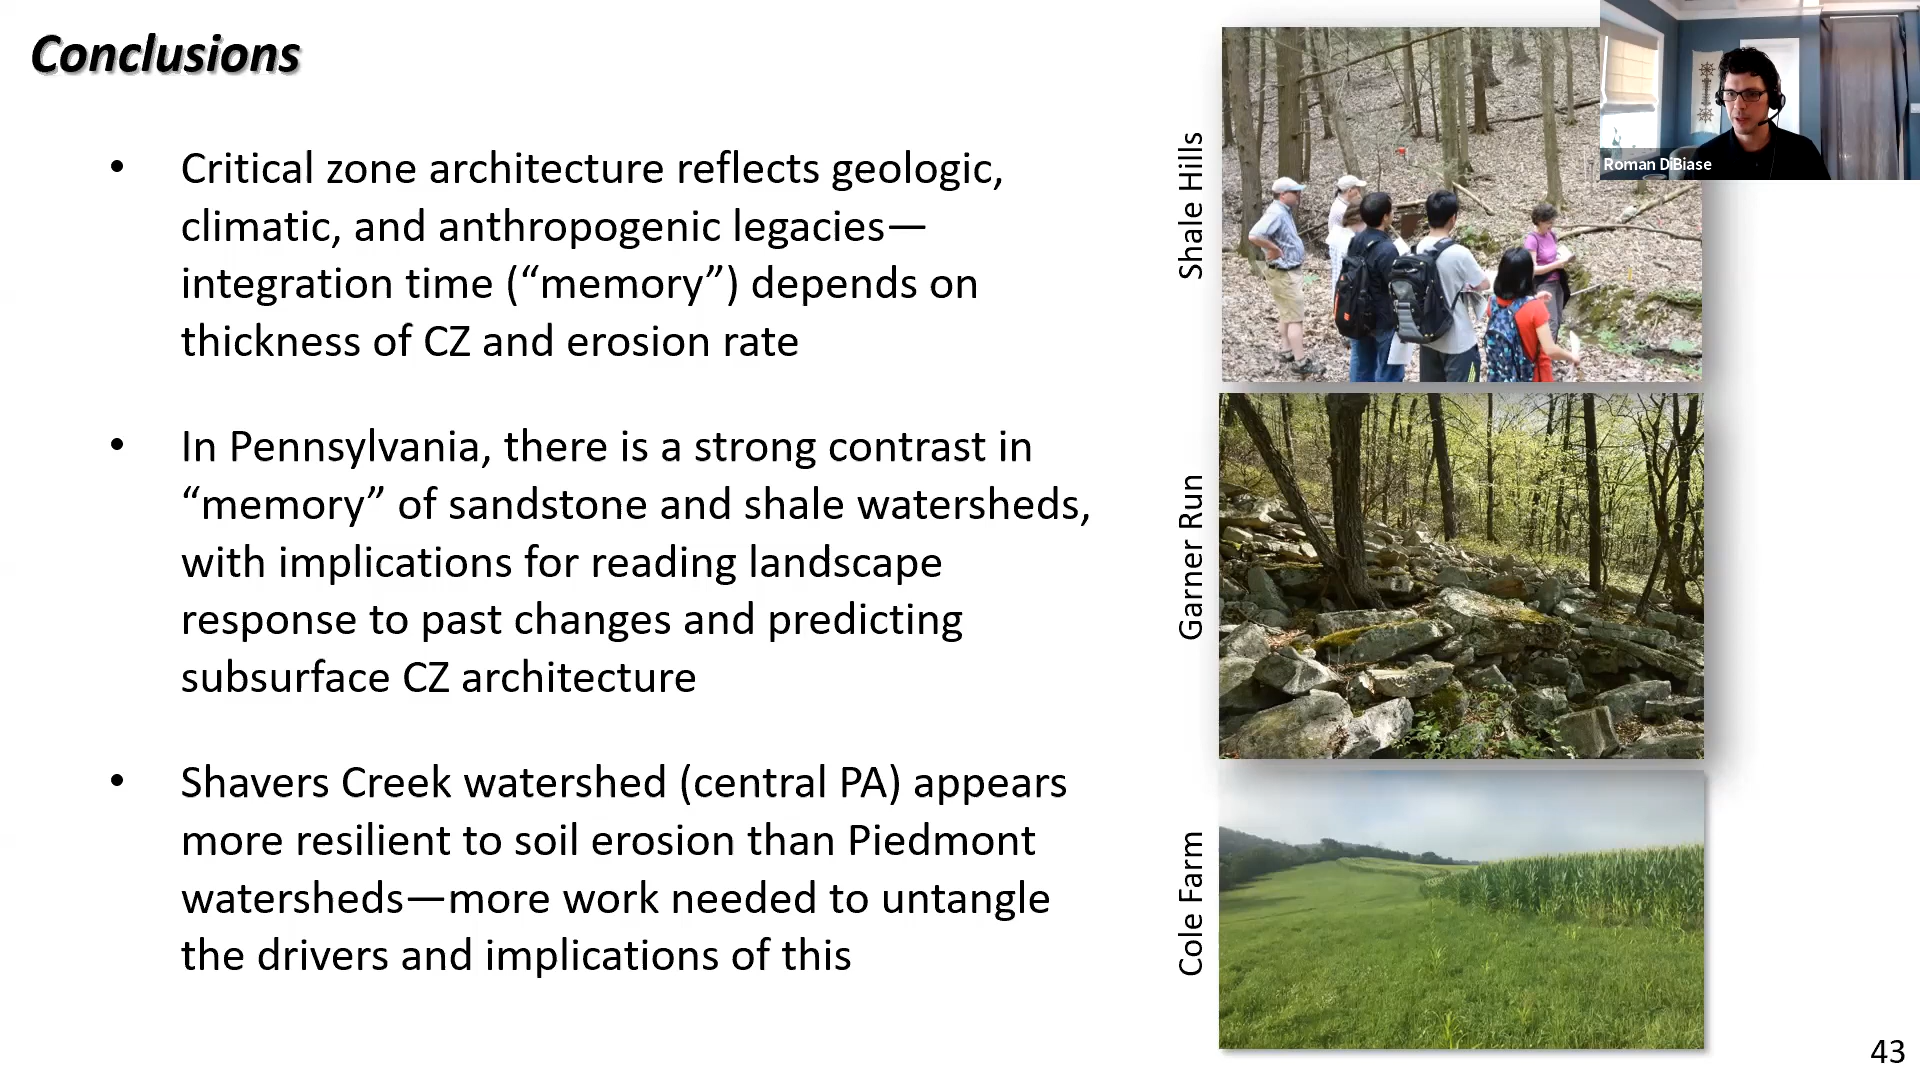 Conclusions
• Critical zone architecture reflects geologic,
climatic, and anthropogenic legacies—
integration time (“memory”) depends on
thickness of CZ and erosion rate
• In Pennsylvania, there is a strong contrast in
“memory” of sandstone and shale watersheds,
with implications for reading landscape
response to past changes and predicting
subsurface CZ architecture
• Shavers Creek watershed (central PA) appears
more resilient to soil erosion than Piedmont
watersheds—more work needed to untangle
the drivers and implications of this
Shale Hills
Garner Run
Cole Farm
Roman DiBiase
43